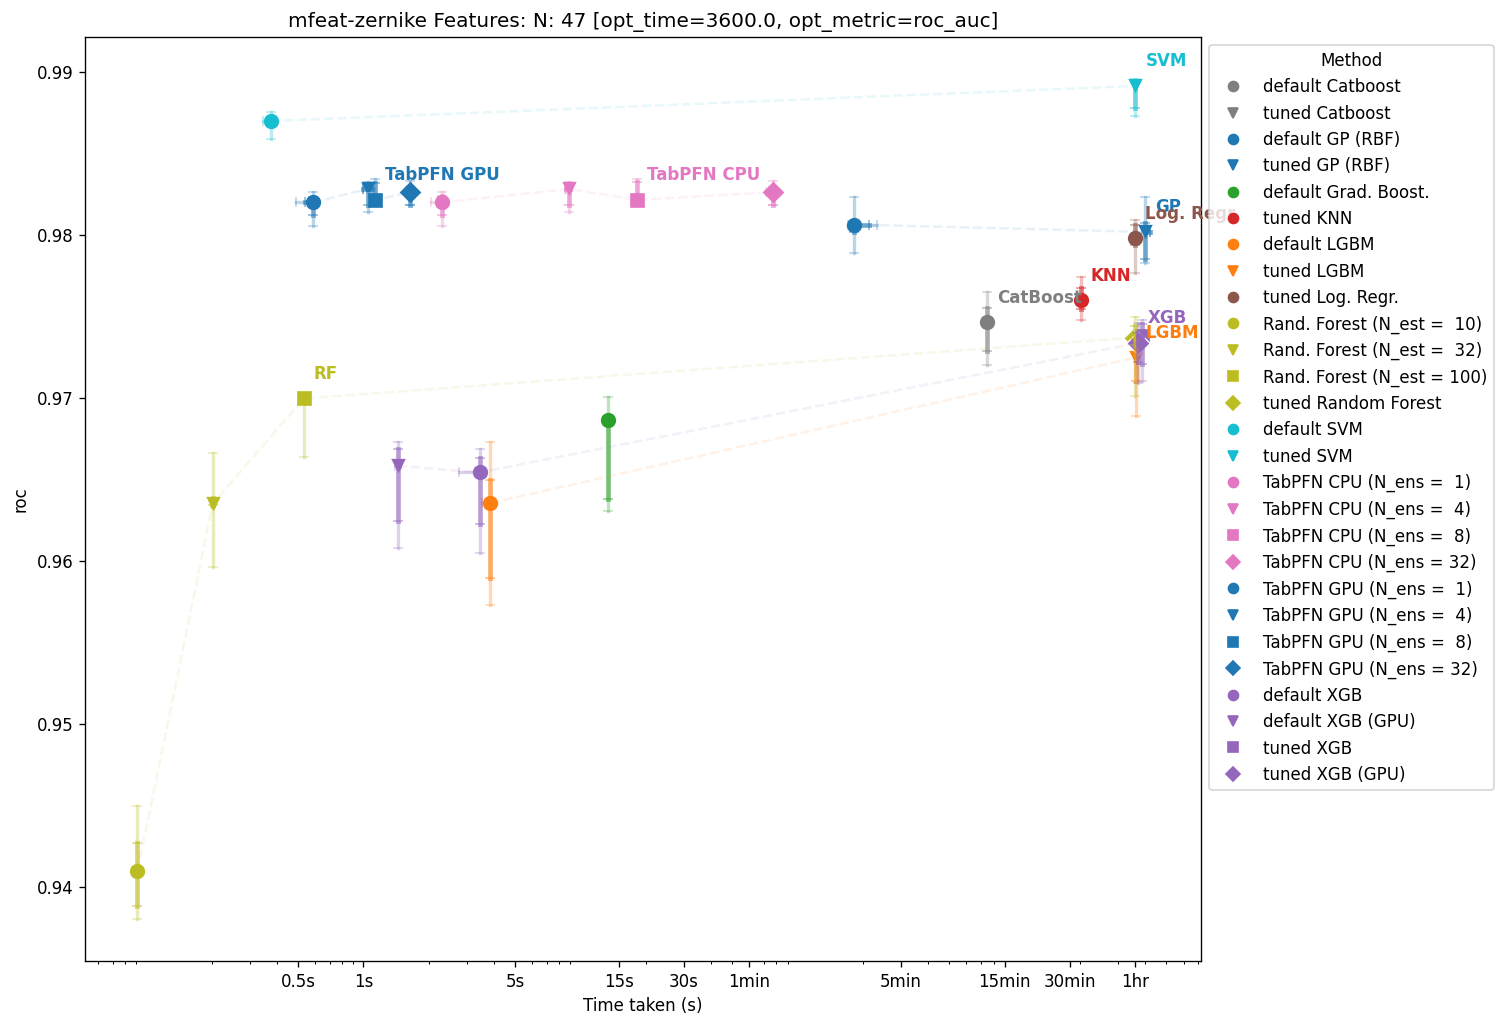 mfeat-zernike Features: N: 47 [opt_time=3600.0, opt_metric=roc_auc]
roc
0.99
0.98
0.97
0.96
0.95
0.94
SVM
TabPFN GPU
TabPFN CPU
GP
Log. Regr.
KNN
CatBoost
XGB
LGBM
RF
0.5s
1s
5s
15s
30s
1min
5min
15min
30min
1hr
Time taken (s)
Method
default Catboost
tuned Catboost
default GP (RBF)
tuned GP (RBF)
default Grad. Boost.
tuned KNN
default LGBM
tuned LGBM
tuned Log. Regr.
Rand. Forest (N_est =  10)
Rand. Forest (N_est =  32)
Rand. Forest (N_est = 100)
tuned Random Forest
default SVM
tuned SVM
TabPFN CPU (N_ens =  1)
TabPFN CPU (N_ens =  4)
TabPFN CPU (N_ens =  8)
TabPFN CPU (N_ens = 32)
TabPFN GPU (N_ens =  1)
TabPFN GPU (N_ens =  4)
TabPFN GPU (N_ens =  8)
TabPFN GPU (N_ens = 32)
default XGB
default XGB (GPU)
tuned XGB
tuned XGB (GPU)